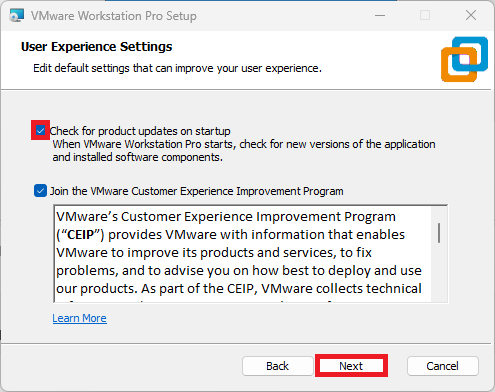 VMware Workstation Pro Setup
User Experience Settings
Edit default settings that can improve your user experience.
Check for product updates on startup
When VMware Workstation Pro starts, check for new versions of the application
and installed software components.
Join the VMware Customer Experience Improvement Program
VMware's Customer Experience Improvement Program
("CEIP") provides VMware with information that enables
VMware to improve its products and services, to fix
problems, and to advise you on how best to deploy and use
our products. As part of the CEIP, VMware collects technical
Learn More
Back
Next
Cancel